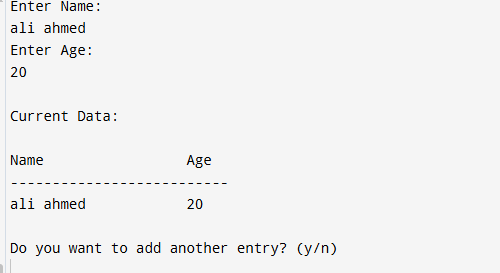 Enter Name:
ali ahmed
Enter Age:
20
Current Data:
Name Age
--------------------------
ali ahmed 20
Do you want to add another entry? (y/n)